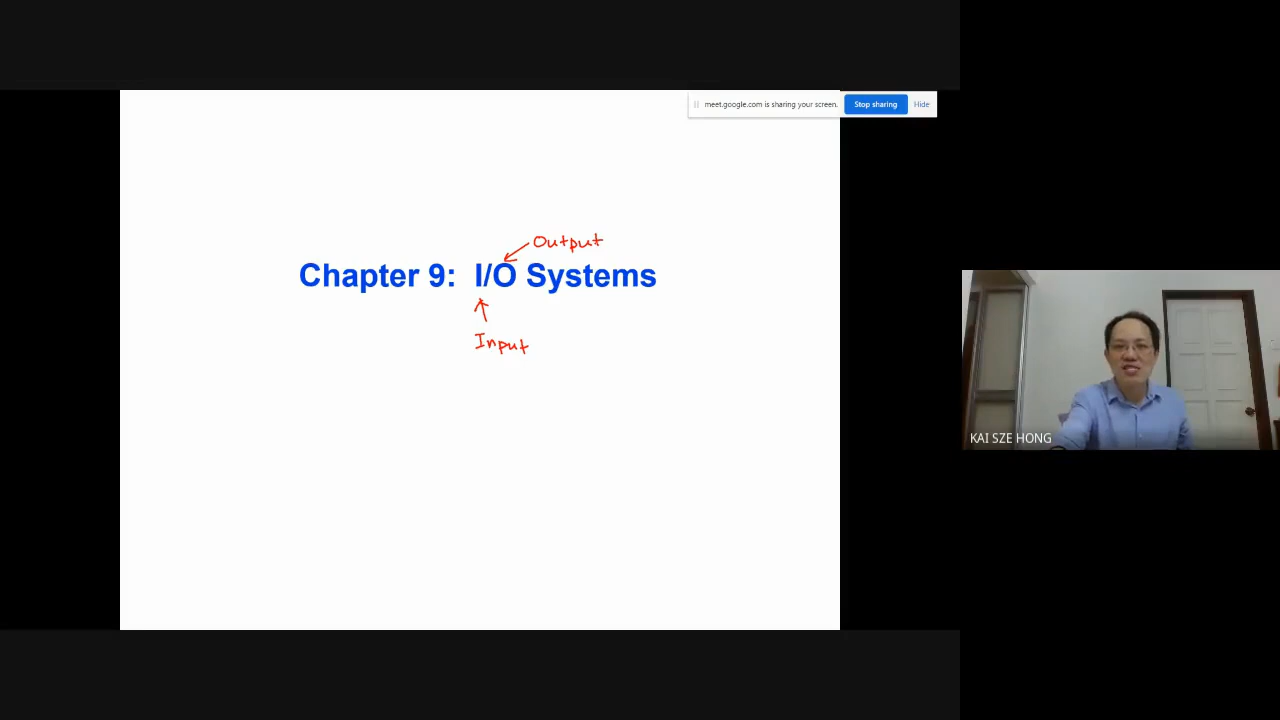 meet.google.com is sharing your screen.
Stop sharing
Hide
Output
Chapter 9: I/O Systems
Input
KAI SZE HONG